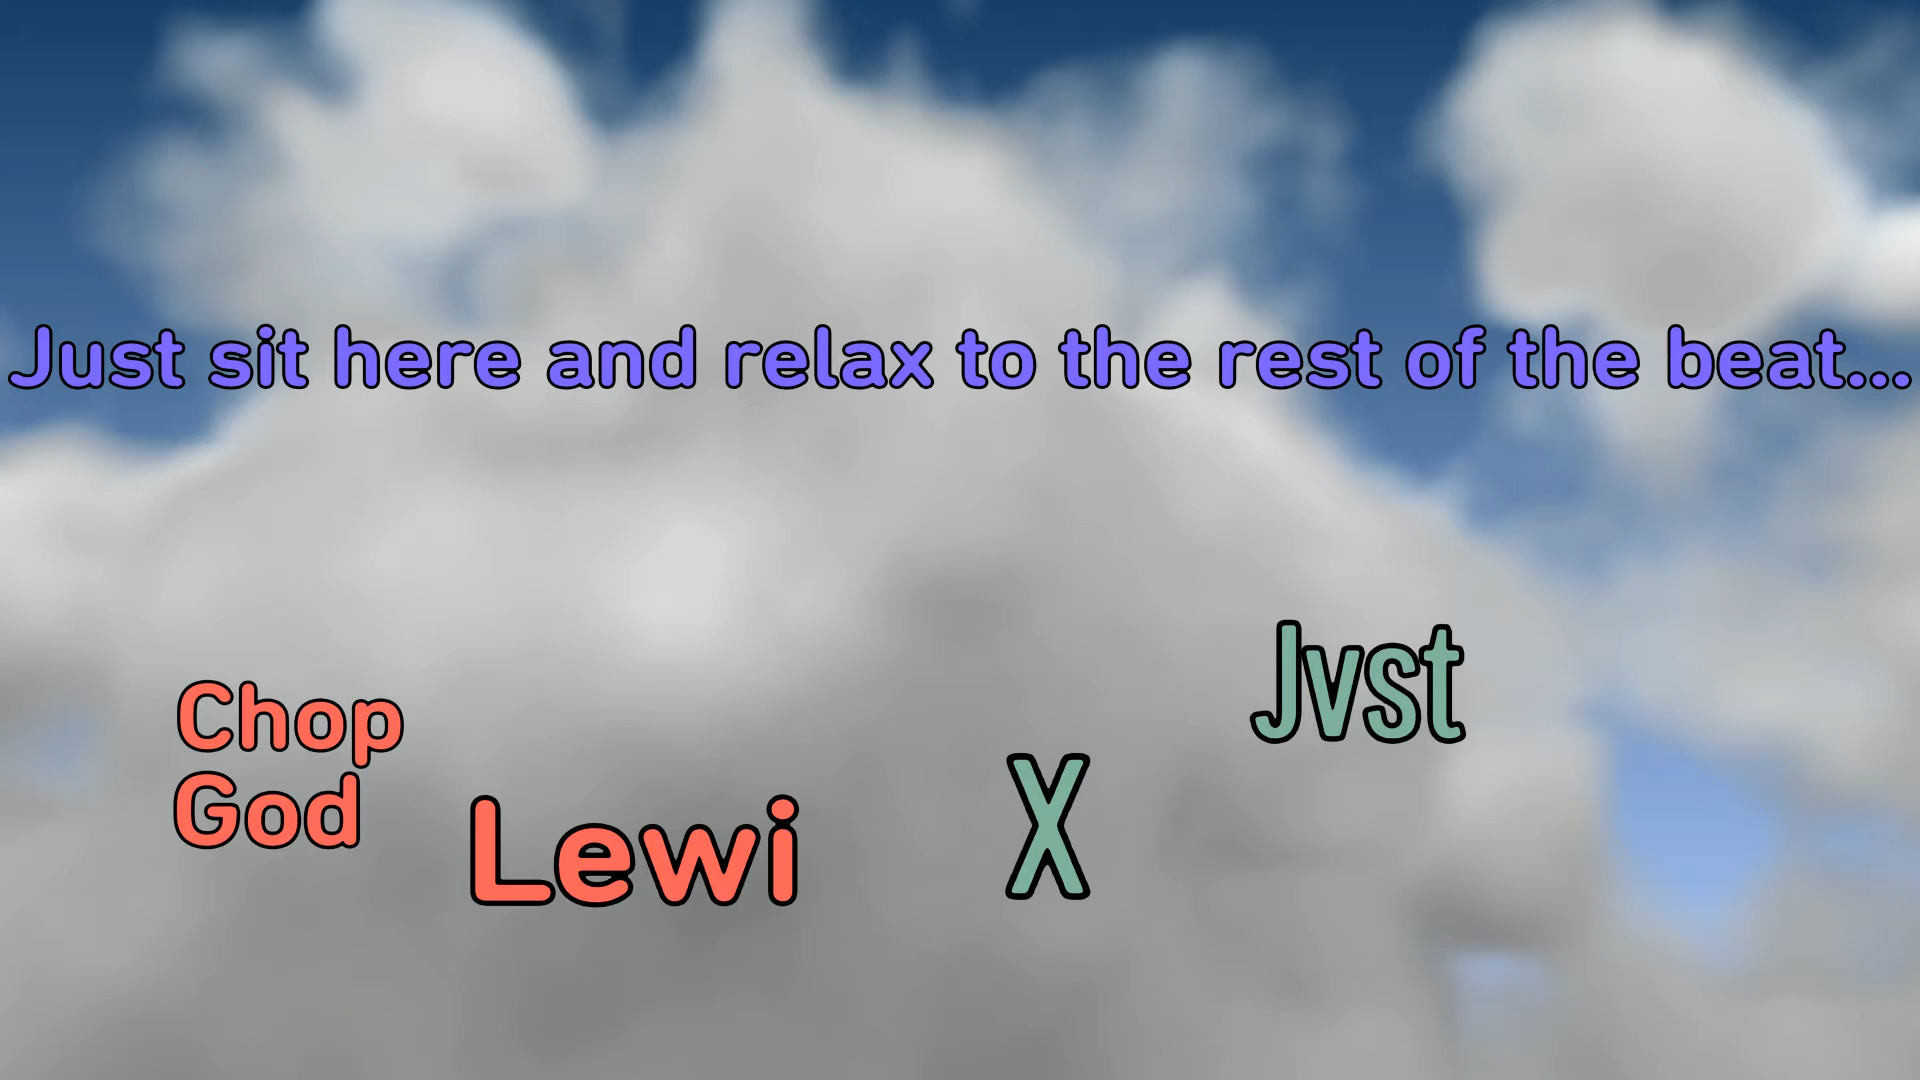 Just sit here and relax to the rest of the beat...
Chop
God
Lewi
X
Jvst